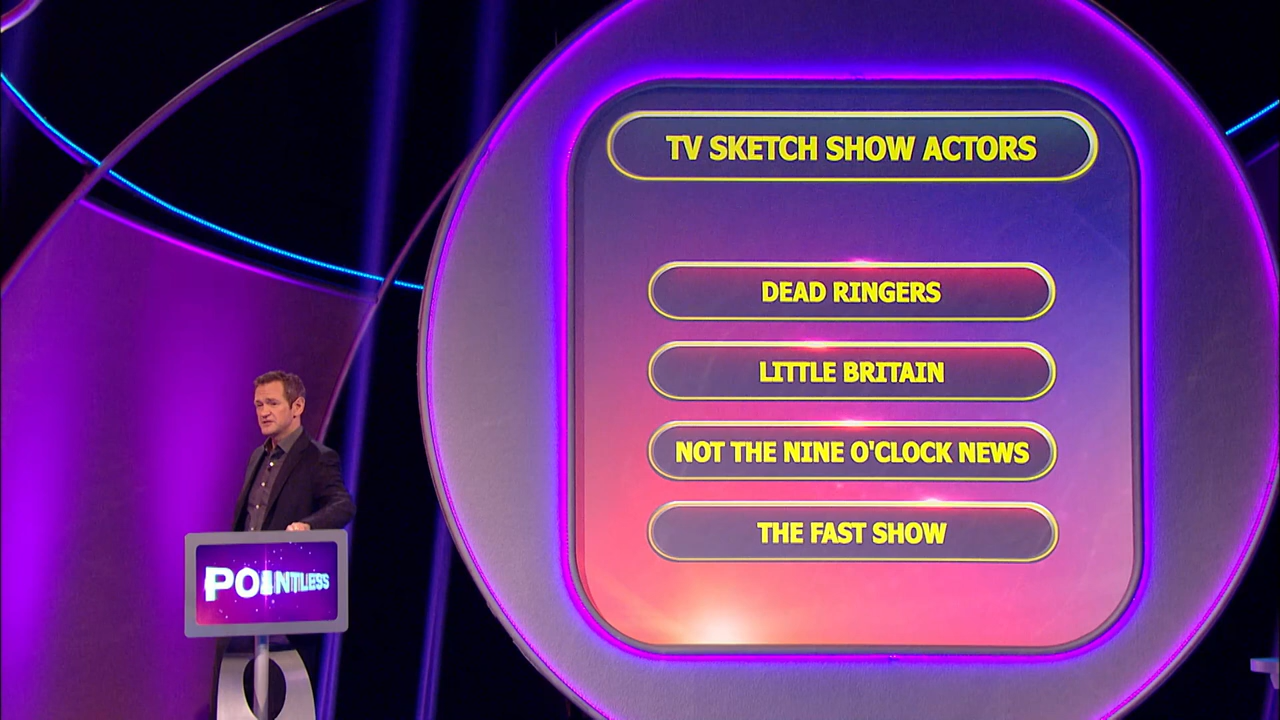 TV SKETCH SHOW ACTORS
DEAD RINGERS
LITTLE BRITAIN
NOT THE NINE O'CLOCK NEWS
THE FAST SHOW
POINTLESS